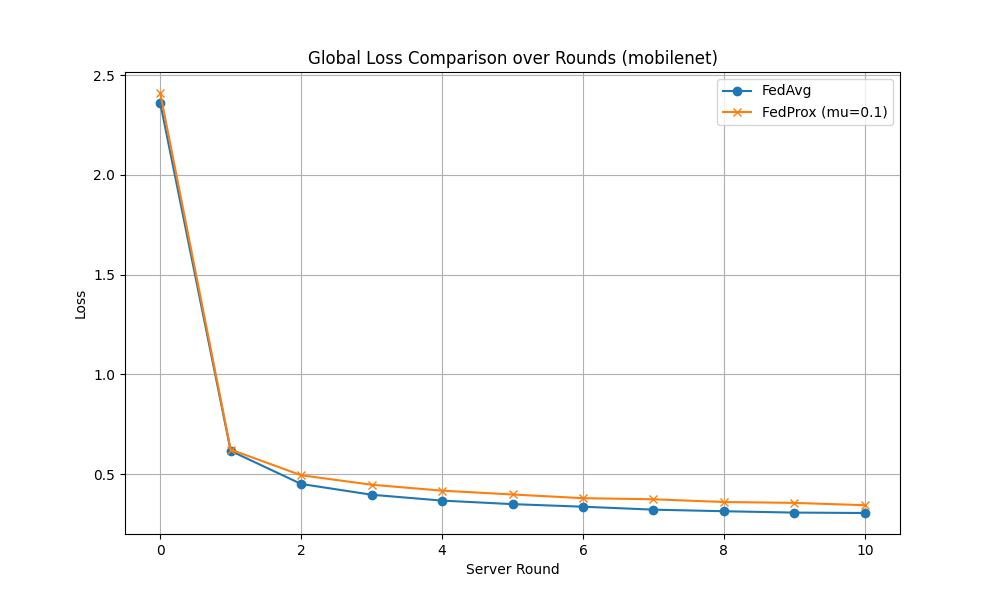 Global Loss Comparison over Rounds (mobilenet)
FedAvg
FedProx (mu=0.1)
2.5
2.0
1.5
1.0
0.5
Loss
0 2 4 6 8 10
Server Round